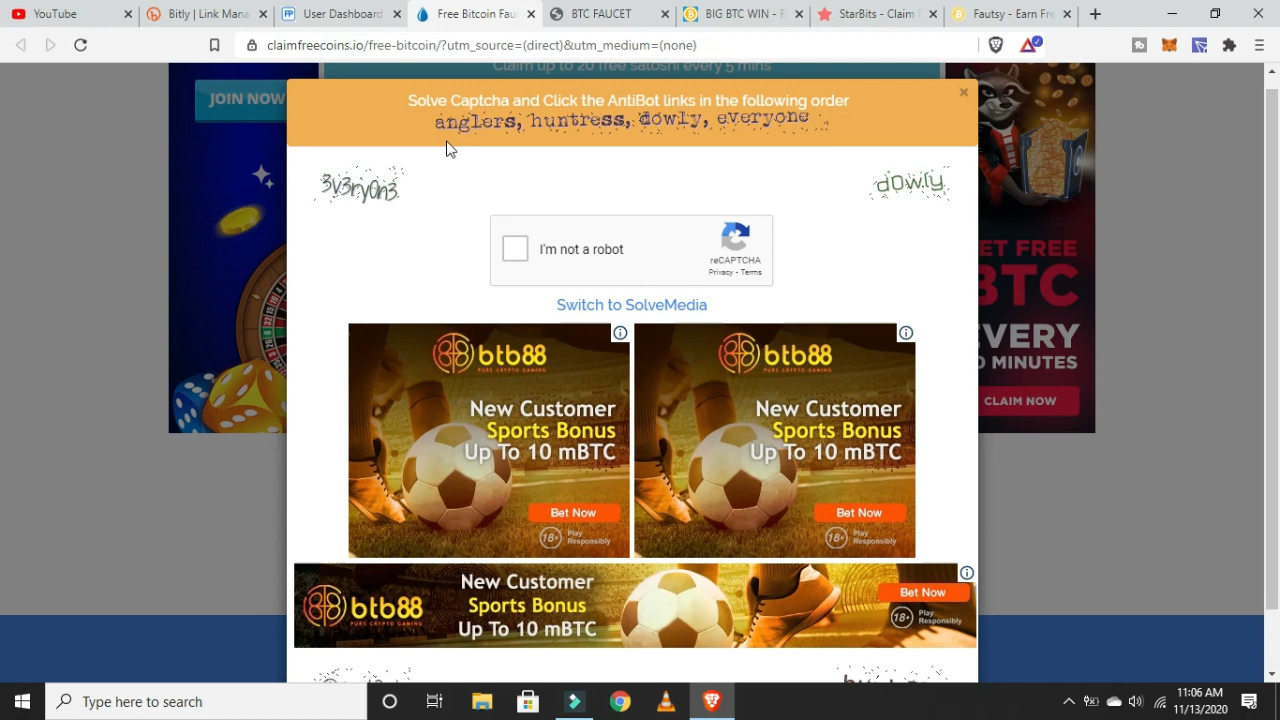 YouTube
Bitly | Link Mana
User Dashboard
Free Bitcoin Fauc
BTC FAUCET
BIG BTC WIN - R
StarBits - Claim
Fautsy - Earn Fre
claimfreecoins.io/free-bitcoin/?utm_source=(direct)&utm_medium=(none)
Claim up to 20 free satoshi every 5 mins
JOIN NOW
Solve Captcha and Click the AntiBot links in the following order
anglers, huntress, dowly, everyone
3v3ry0n3
d0w.ly
I'm not a robot
reCAPTCHA
Privacy - Terms
Switch to SolveMedia
btb88
PURE CRYPTO GAMING
New Customer
Sports Bonus
Up To 10 mBTC
Bet Now
18+ Play Responsibly
btb88
PURE CRYPTO GAMING
New Customer
Sports Bonus
Up To 10 mBTC
Bet Now
18+ Play Responsibly
btb88
PURE CRYPTO GAMING
New Customer
Sports Bonus
Up To 10 mBTC
Bet Now
18+ Play Responsibly
ET FREE
BTC
EVERY
0 MINUTES
CLAIM NOW
Type here to search
11:06 AM
11/13/2020